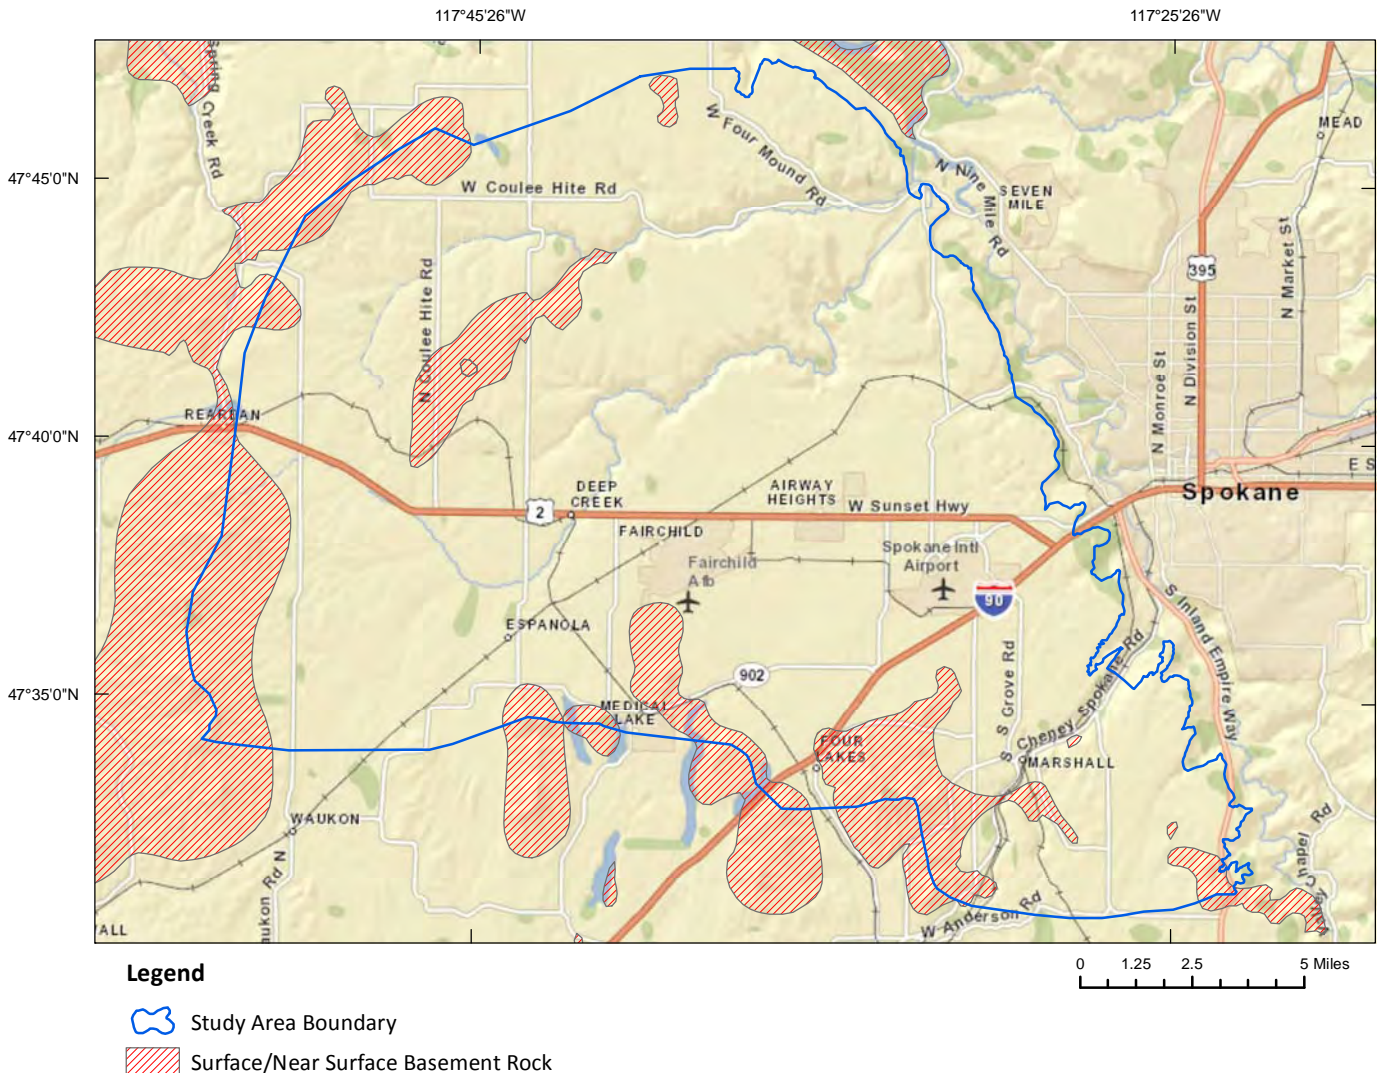 117°45'26"W
117°25'26"W
Spring
Creek Rd
MEAD
W Four Mound Rd
N Nine Mile Rd
47°45'0"N
W Coulee Hite Rd
SEVEN
MILE
N Market St
395
N Coulee Hite Rd
N Division St
N Monroe St
REARDAN
47°40'0"N
E S
DEEP
CREEK
AIRWAY
HEIGHTS
Spokane
2
W Sunset Hwy
FAIRCHILD
Spokane Intl
Airport
Fairchild
Afb
90
S Inland Empire Way
ESPANOLA
902
S Grove Rd
Cheney Spokane Rd
S
47°35'0"N
MEDICAL
LAKE
FOUR
LAKES
MARSHALL
WAUKON
Chapel Rd
aukon Rd N
W Anderson Rd
ALL
Legend
0 1.25 2.5 5 Miles
Study Area Boundary
Surface/Near Surface Basement Rock